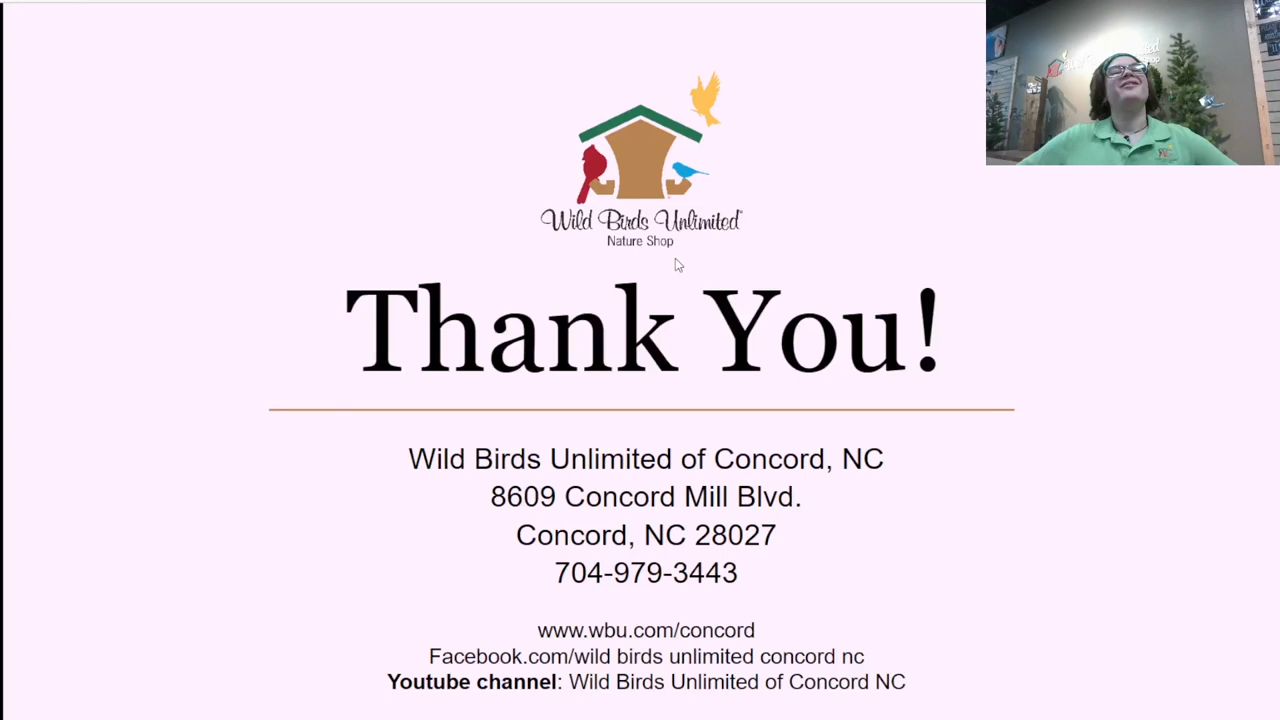 Wild Birds Unlimited
Nature Shop
Thank You!
Wild Birds Unlimited of Concord, NC
8609 Concord Mill Blvd.
Concord, NC 28027
704-979-3443
www.wbu.com/concord
Facebook.com/wild birds unlimited concord nc
Youtube channel: Wild Birds Unlimited of Concord NC